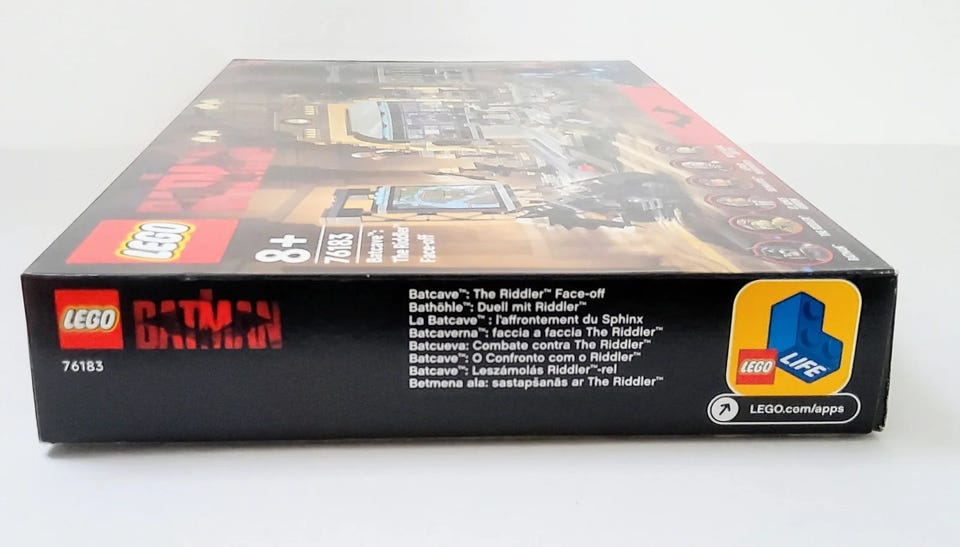 LEGO
8+
76183
Batcave™:
The Riddler
Face-off
LEGO
BATMAN
76183
Batcave™: The Riddler™ Face-off
Bathöhle™: Duell mit Riddler™
La Batcave™ : l'affrontement du Sphinx
Batcaverna™: faccia a faccia The Riddler™
Batcueva: Combate contra The Riddler™
Batcave™: O Confronto com o Riddler™
Batcave™: Leszámolás Riddler™-rel
Betmena ala: sastapšanās ar The Riddler™
LEGO
LIFE
LEGO.com/apps